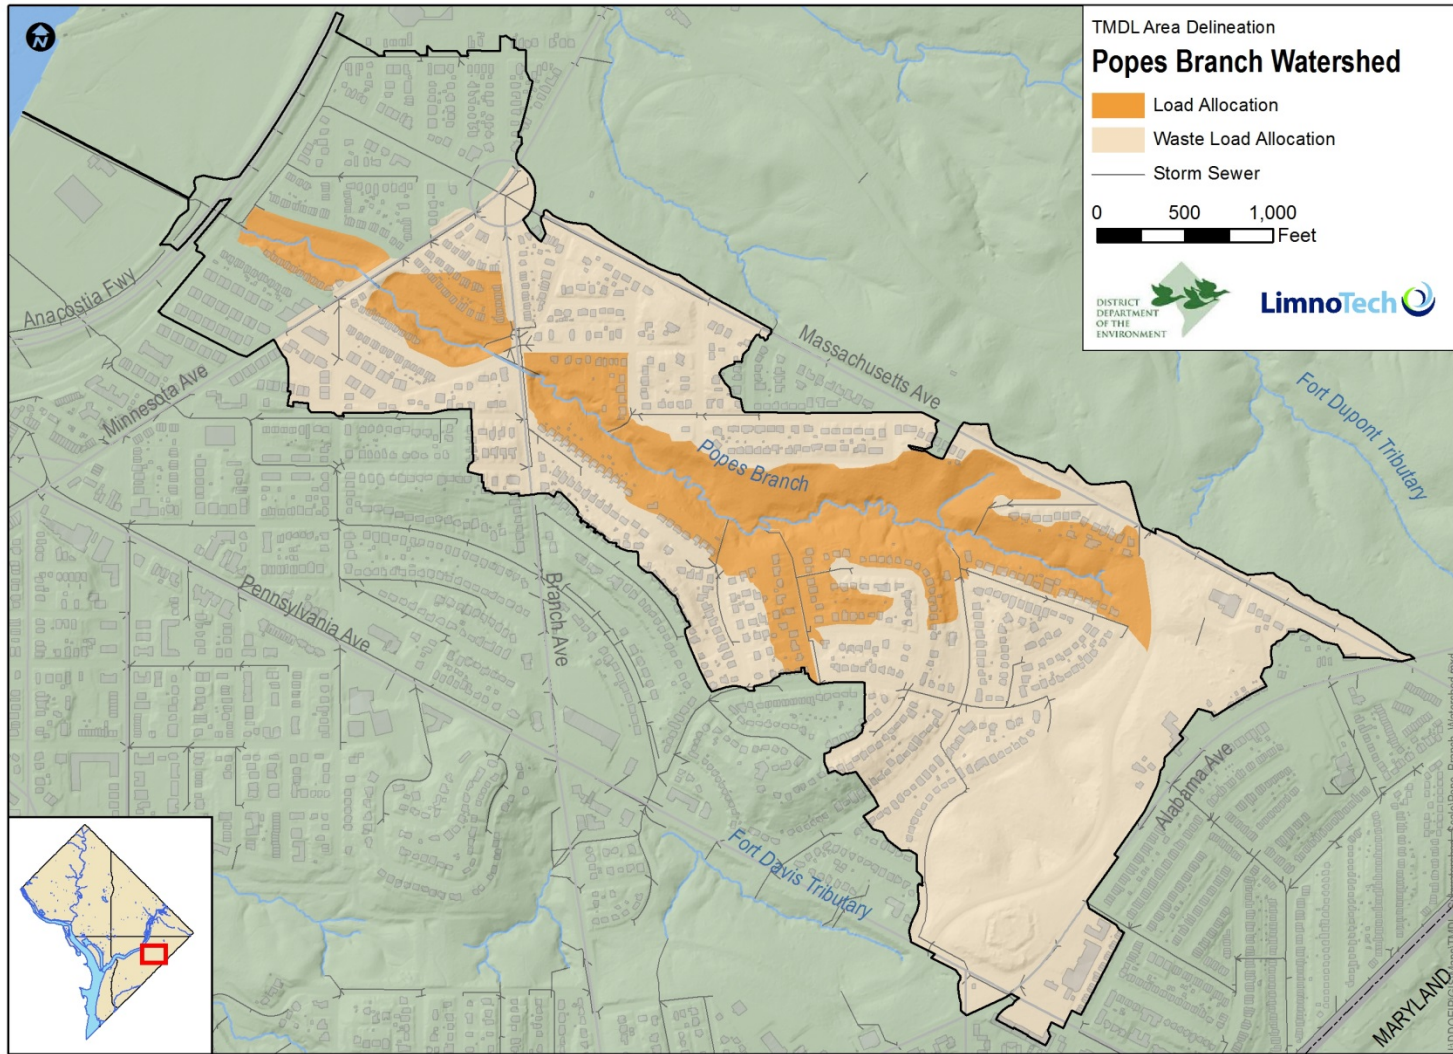 N
TMDL Area Delineation
Popes Branch Watershed
Load Allocation
Waste Load Allocation
Storm Sewer
0 500 1,000
Feet
DISTRICT
DEPARTMENT
OF THE
ENVIRONMENT
LimnoTech
Anacostia Fwy
Minnesota Ave
Massachusetts Ave
Fort Dupont Tributary
Popes Branch
Pennsylvania Ave
Branch Ave
Alabama Ave
Fort Davis Tributary
MARYLAND